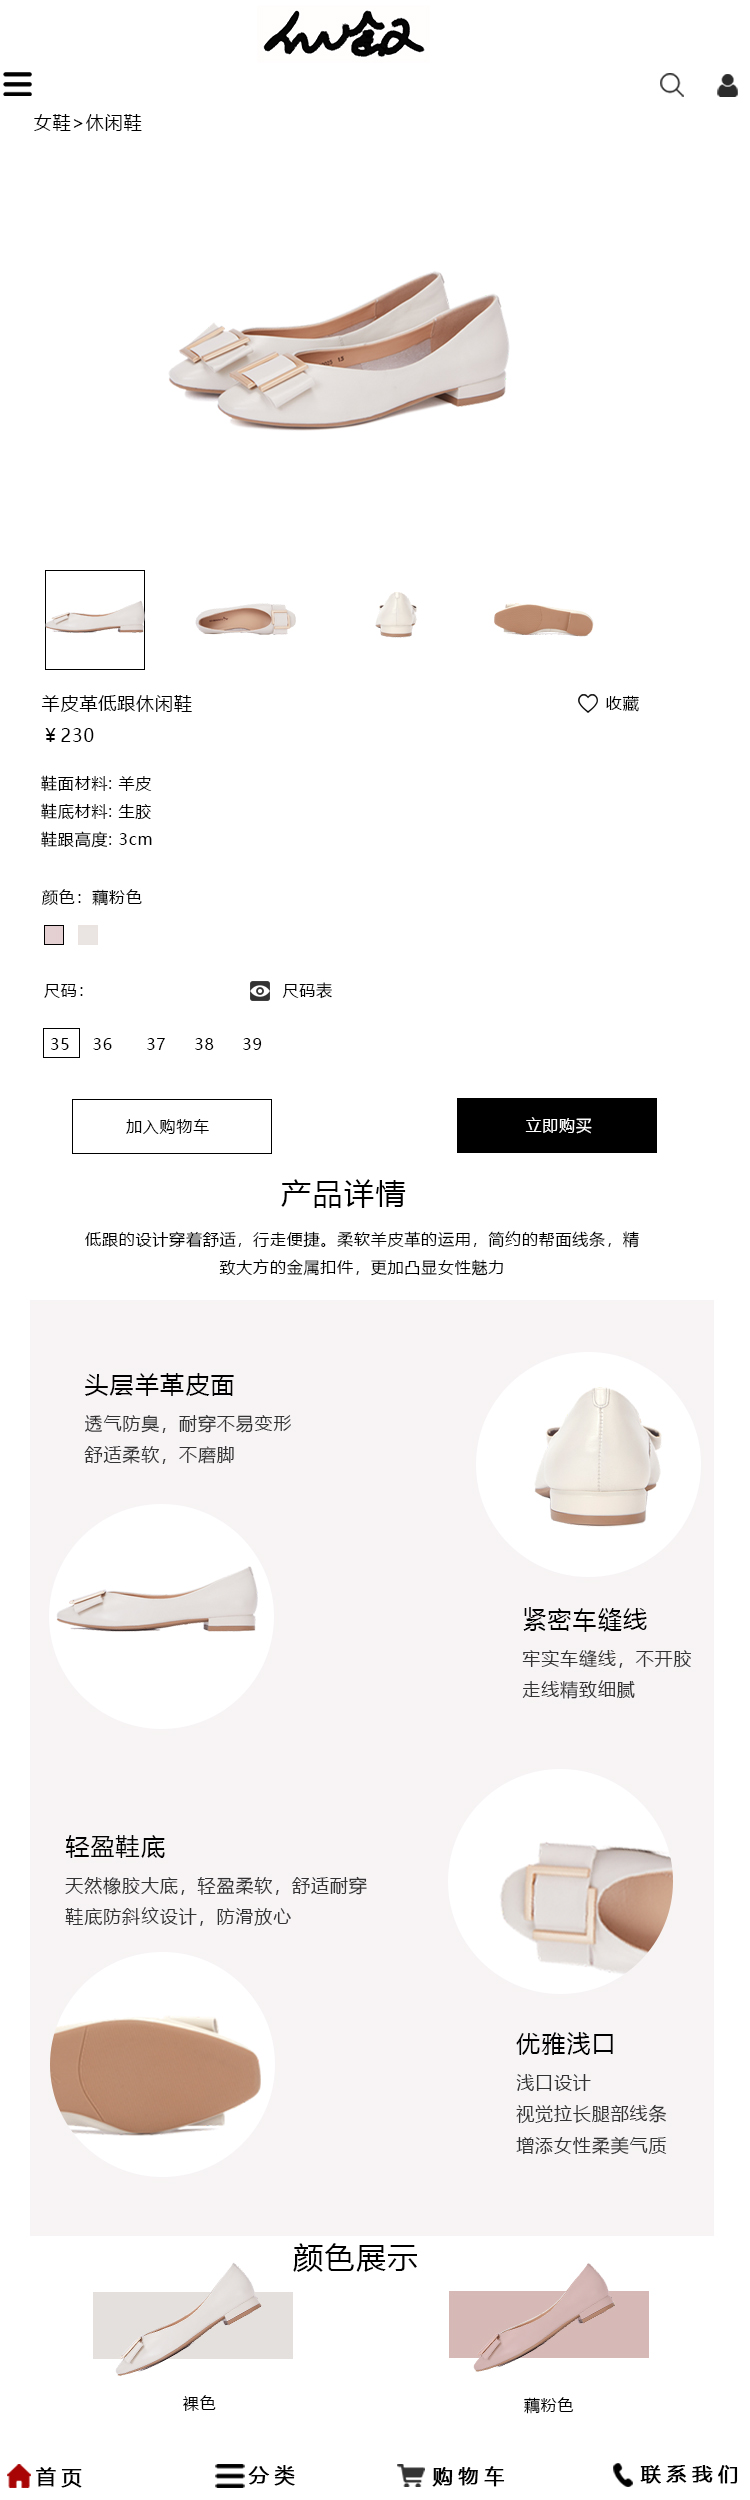 女鞋>休闲鞋
羊皮革低跟休闲鞋
收藏
¥230
鞋面材料: 羊皮
鞋底材料: 生胶
鞋跟高度: 3cm
颜色：藕粉色
尺码：
尺码表
35 36 37 38 39
加入购物车
立即购买
产品详情
低跟的设计穿着舒适，行走便捷。柔软羊皮革的运用，简约的帮面线条，精
致大方的金属扣件，更加凸显女性魅力
头层羊革皮面
透气防臭，耐穿不易变形
舒适柔软，不磨脚
紧密车缝线
牢实车缝线，不开胶
走线精致细腻
轻盈鞋底
天然橡胶大底，轻盈柔软，舒适耐穿
鞋底防斜纹设计，防滑放心
优雅浅口
浅口设计
视觉拉长腿部线条
增添女性柔美气质
颜色展示
裸色
藕粉色
首页
分类
购物车
联系我们